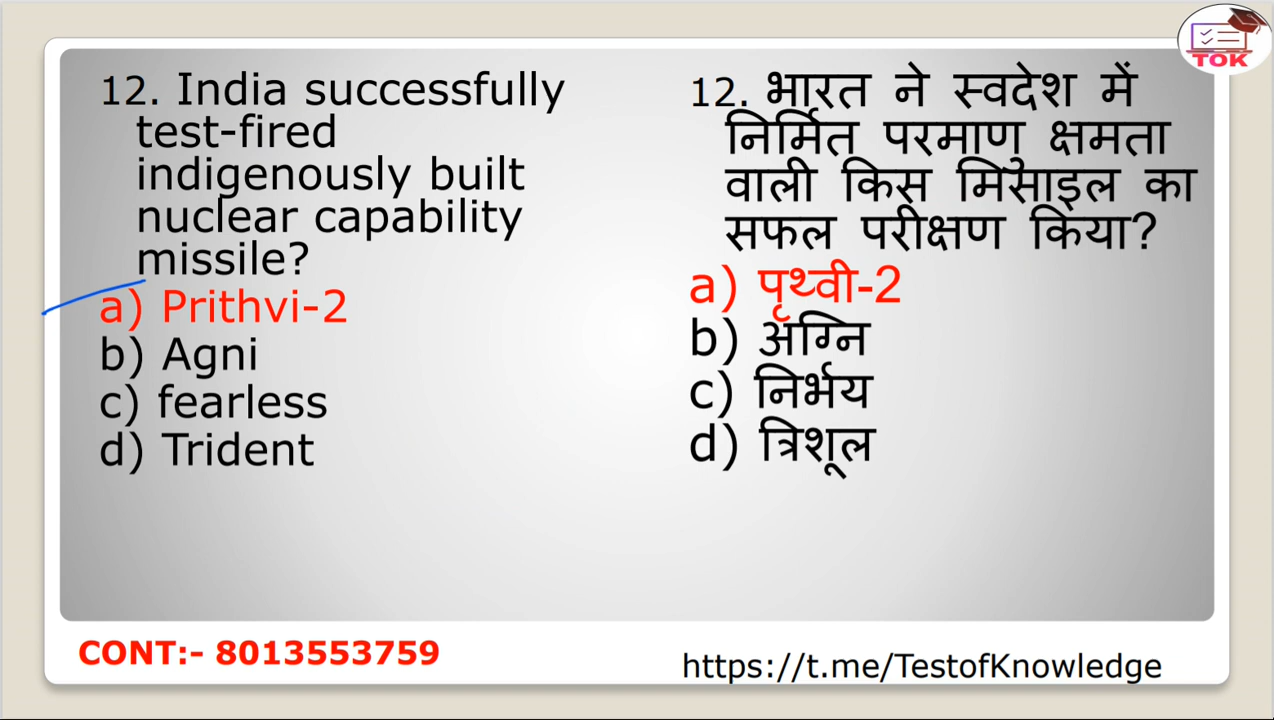 TOK
12. India successfully
test-fired
indigenously built
nuclear capability
missile?
a) Prithvi-2
b) Agni
c) fearless
d) Trident
12. भारत ने स्वदेश में
निर्मित परमाणु क्षमता
वाली किस मिसाइल का
सफल परीक्षण किया?
a) पृथ्वी-2
b) अग्नि
c) निर्भय
d) त्रिशूल
CONT:- 8013553759
https://t.me/TestofKnowledge